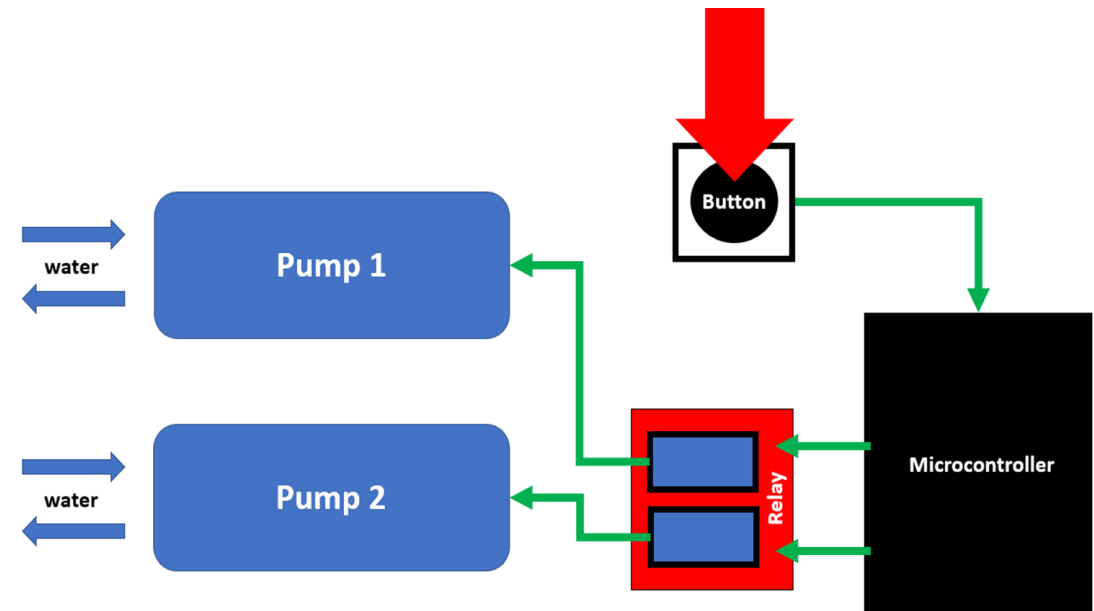 Button
water
Pump 1
Microcontroller
Relay
water
Pump 2